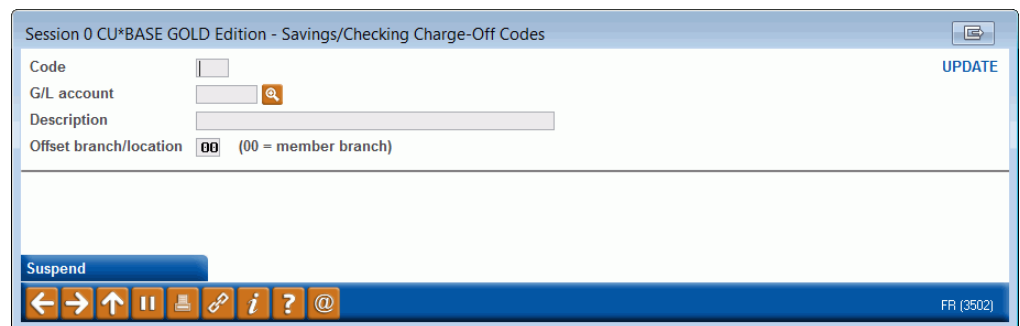 Session 0 CU*BASE GOLD Edition - Savings/Checking Charge-Off Codes
Code UPDATE
G/L account
Description
Offset branch/location 00 (00 = member branch)
Suspend
i ? @ FR (3502)